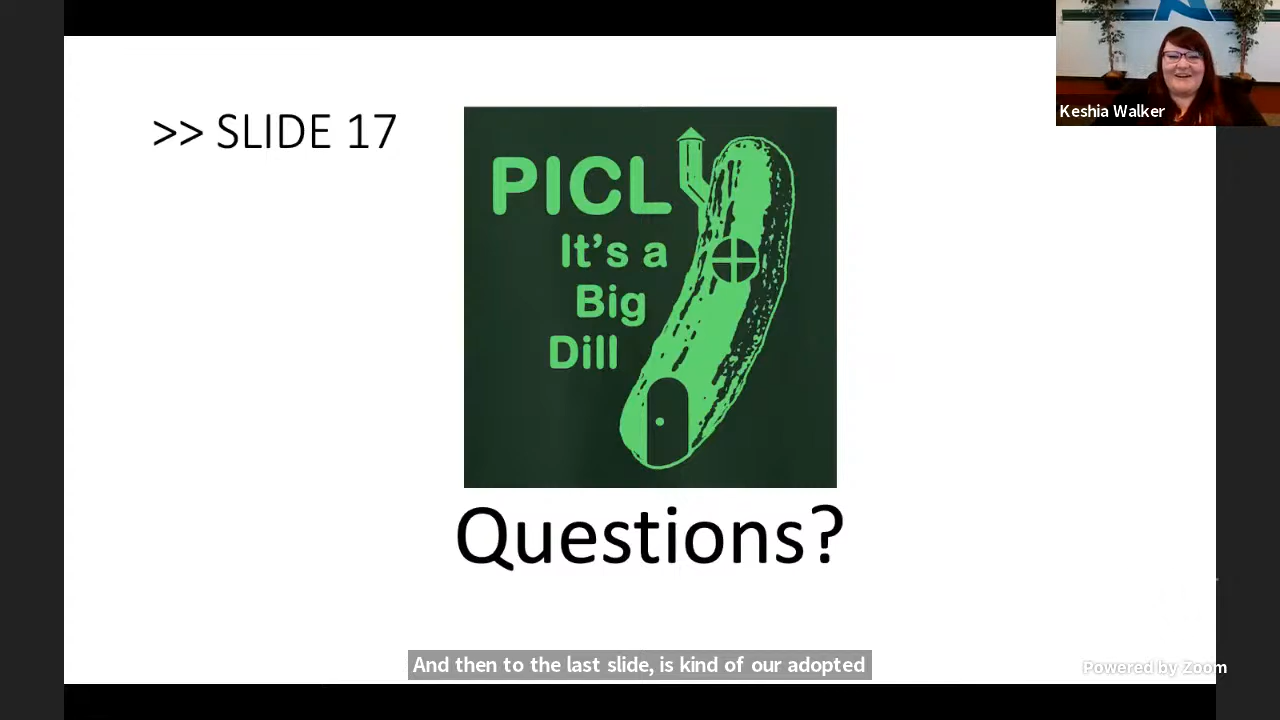 >> SLIDE 17
PICL
It's a
Big
Dill
Questions?
Keshia Walker
And then to the last slide, is kind of our adopted
Powered by Zoom